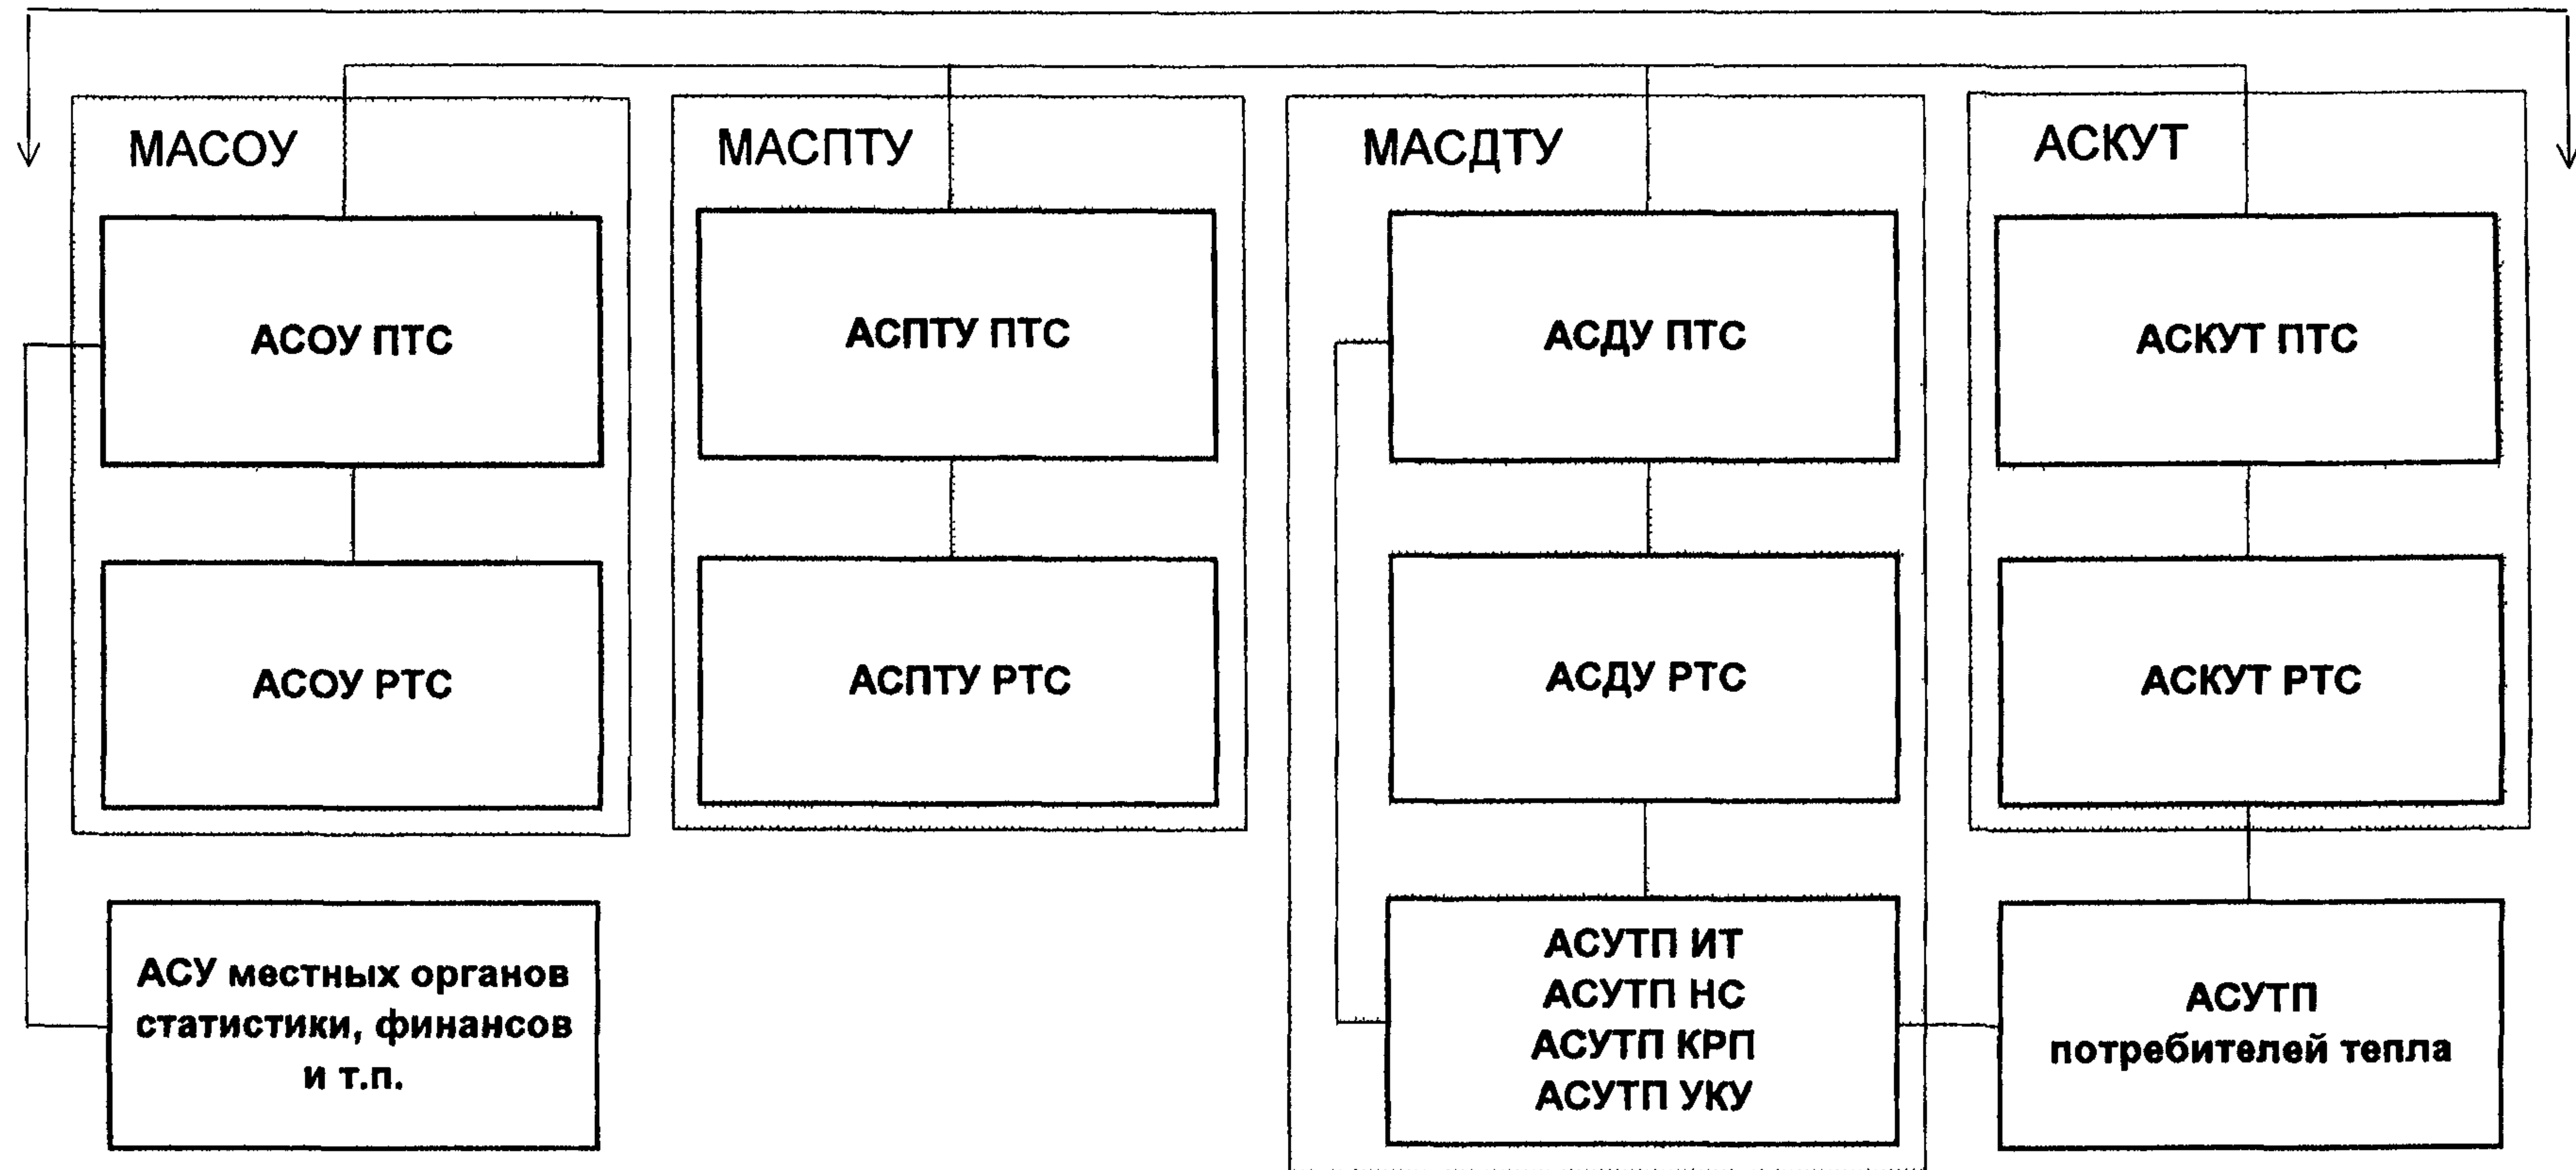 МАСОУ
МАСПТУ
МАСДТУ
АСКУТ
АСОУ ПТС
АСПТУ ПТС
АСДУ ПТС
АСКУТ ПТС
АСОУ РТС
АСПТУ РТС
АСДУ РТС
АСКУТ РТС
АСУ местных органов
статистики, финансов
и т.п.
АСУТП ИТ
АСУТП НС
АСУТП КРП
АСУТП УКУ
АСУТП
потребителей тепла